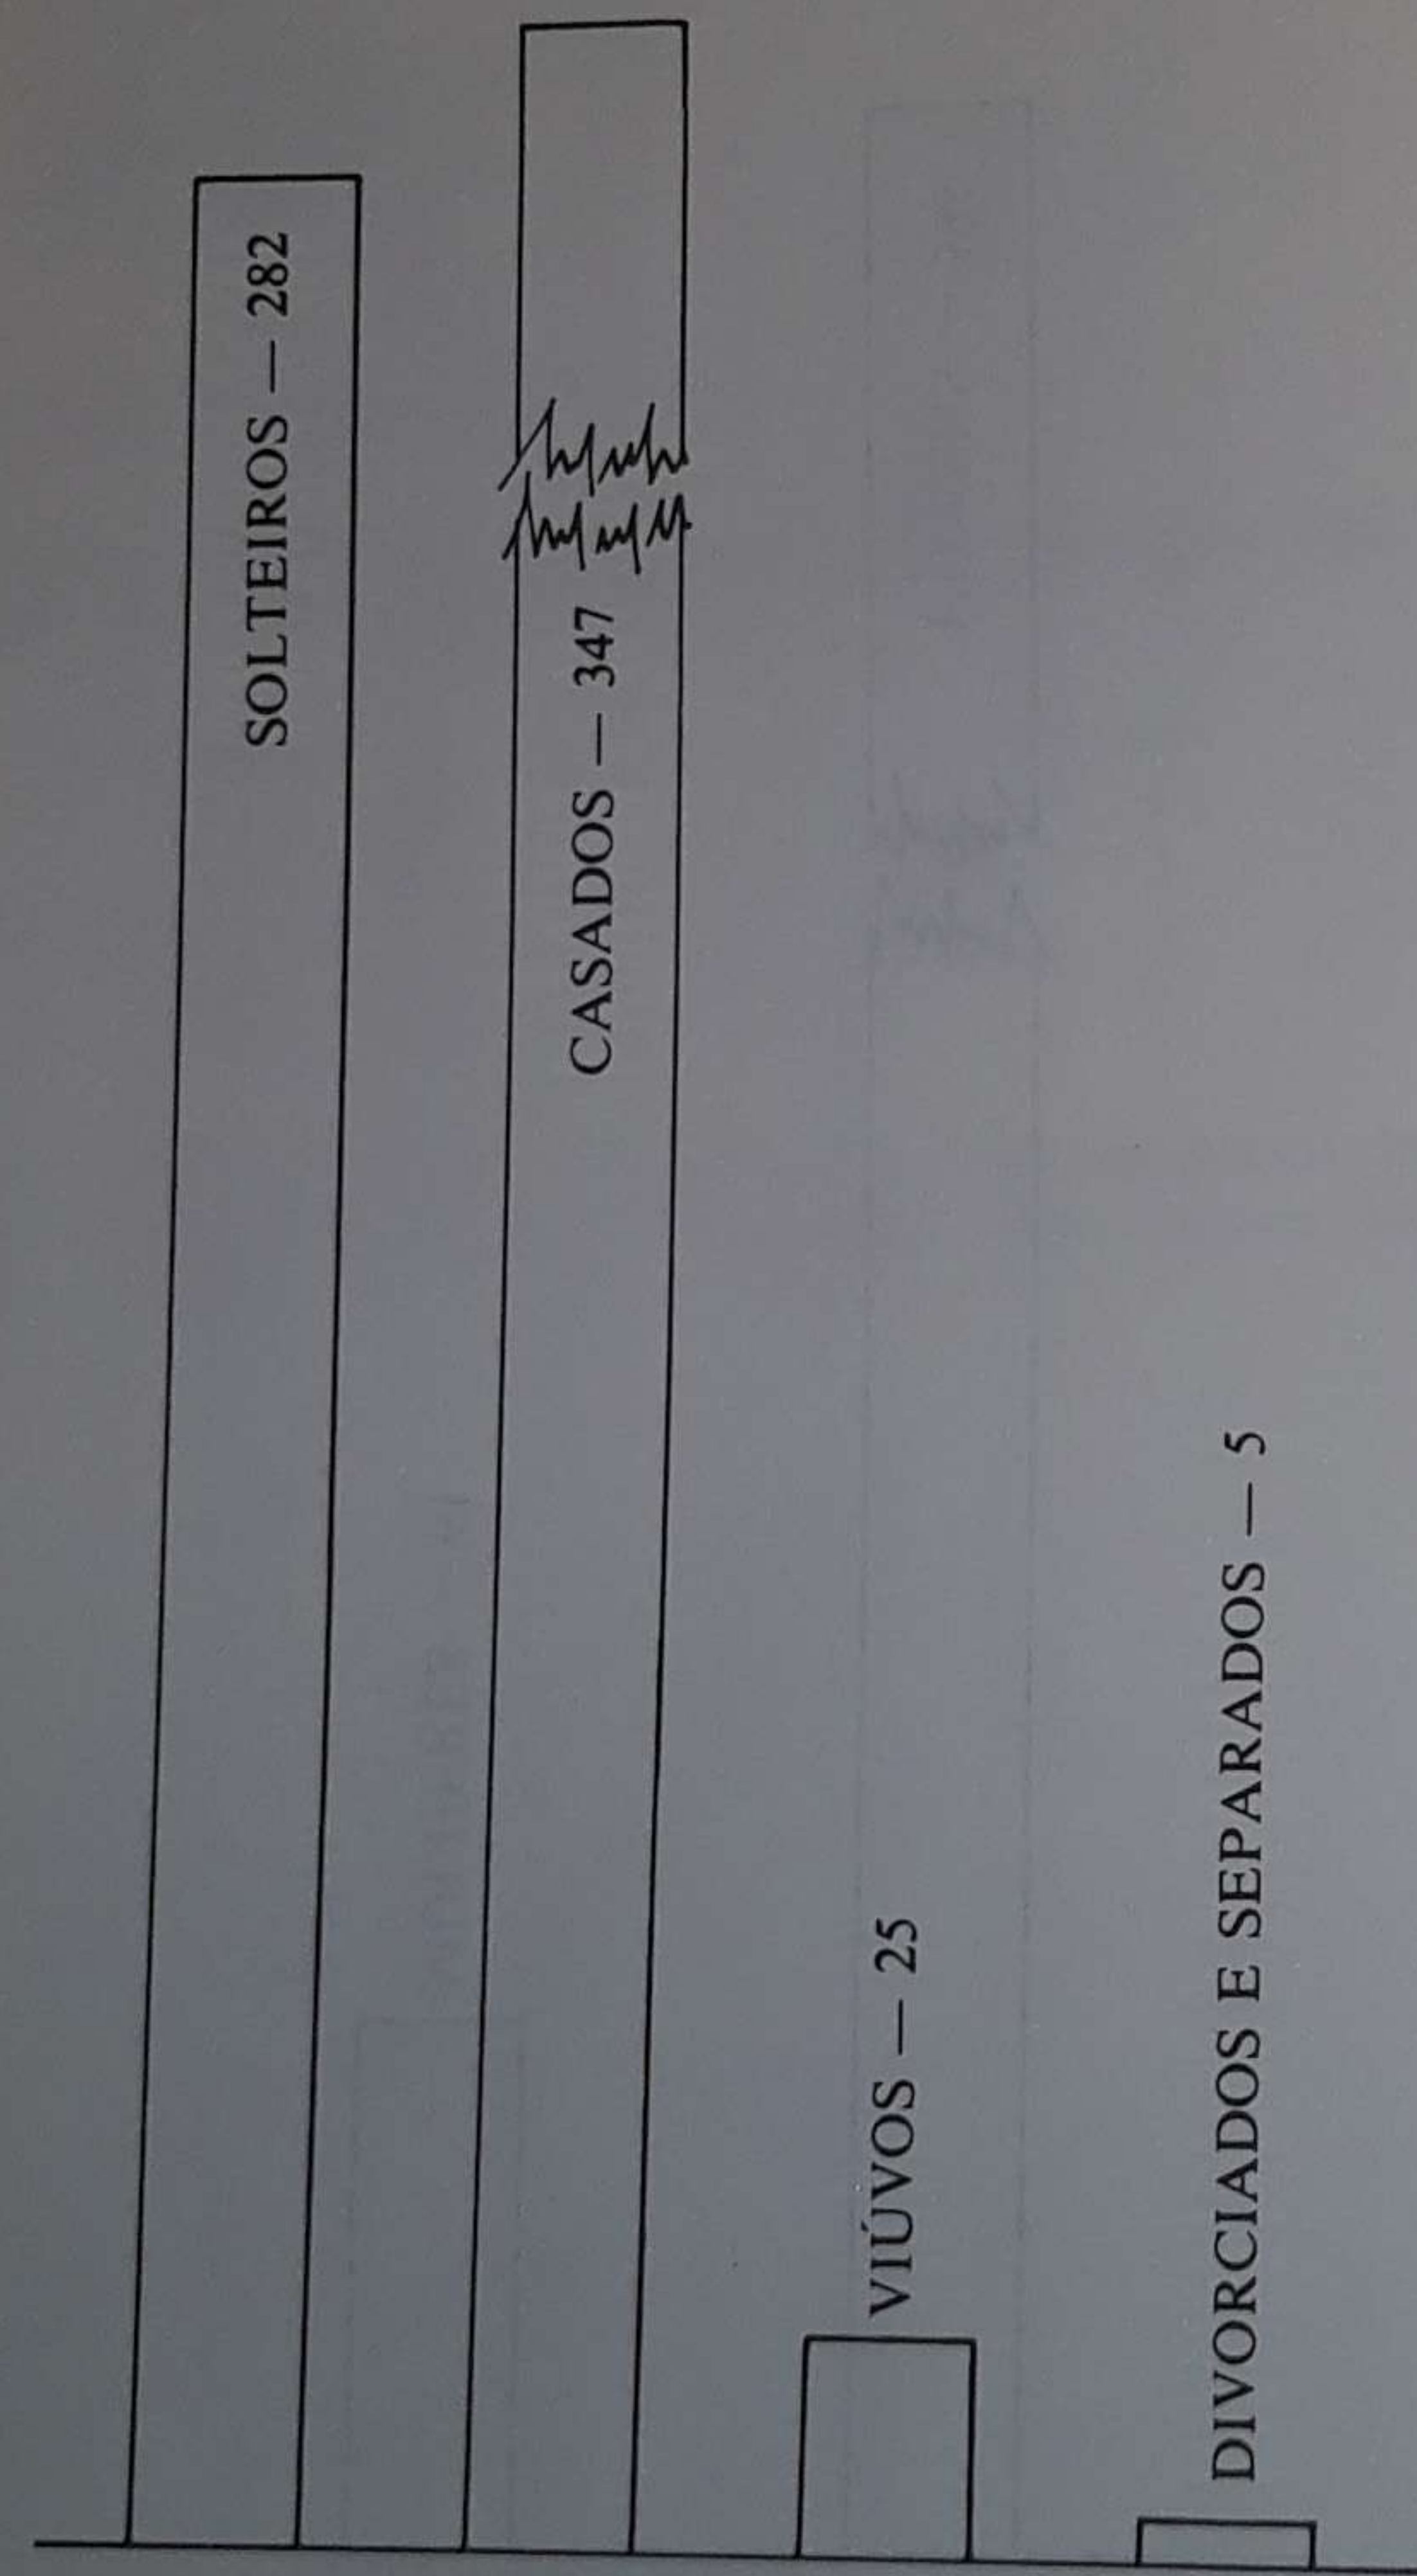 SOLTEIROS — 282
CASADOS — 347
VIÚVOS — 25
DIVORCIADOS E SEPARADOS — 5